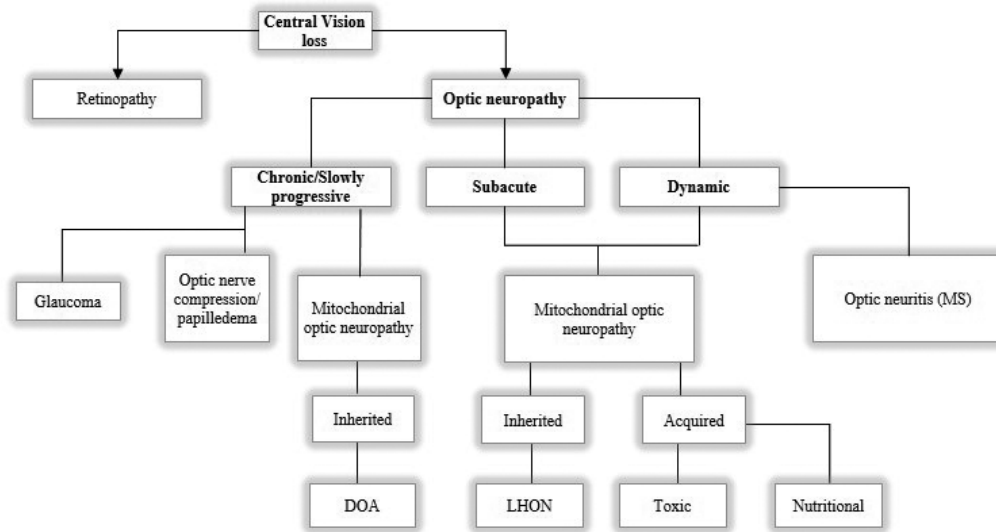 Central Vision
loss
Retinopathy
Optic neuropathy
Chronic/Slowly
progressive
Subacute
Dynamic
Glaucoma
Optic nerve
compression/
papilledema
Mitochondrial
optic neuropathy
Mitochondrial optic
neuropathy
Optic neuritis (MS)
Inherited
Inherited
Acquired
DOA
LHON
Toxic
Nutritional